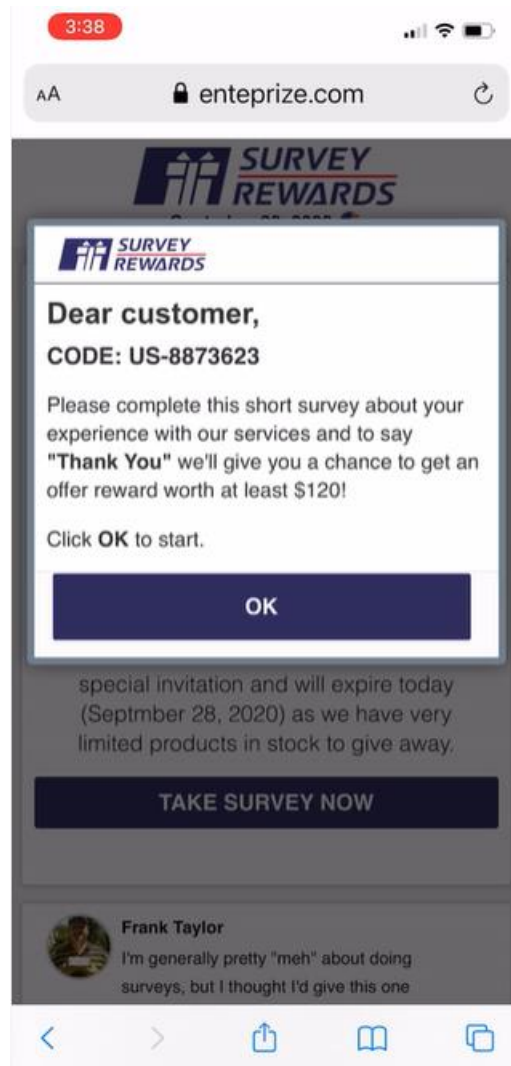 3:38
AA enteprize.com
SURVEY
REWARDS
SURVEY
REWARDS
Dear customer,
CODE: US-8873623
Please complete this short survey about your
experience with our services and to say
"Thank You" we'll give you a chance to get an
offer reward worth at least $120!
Click OK to start.
OK
special invitation and will expire today
(Septmber 28, 2020) as we have very
limited products in stock to give away.
TAKE SURVEY NOW
Frank Taylor
I'm generally pretty "meh" about doing
surveys, but I thought I'd give this one